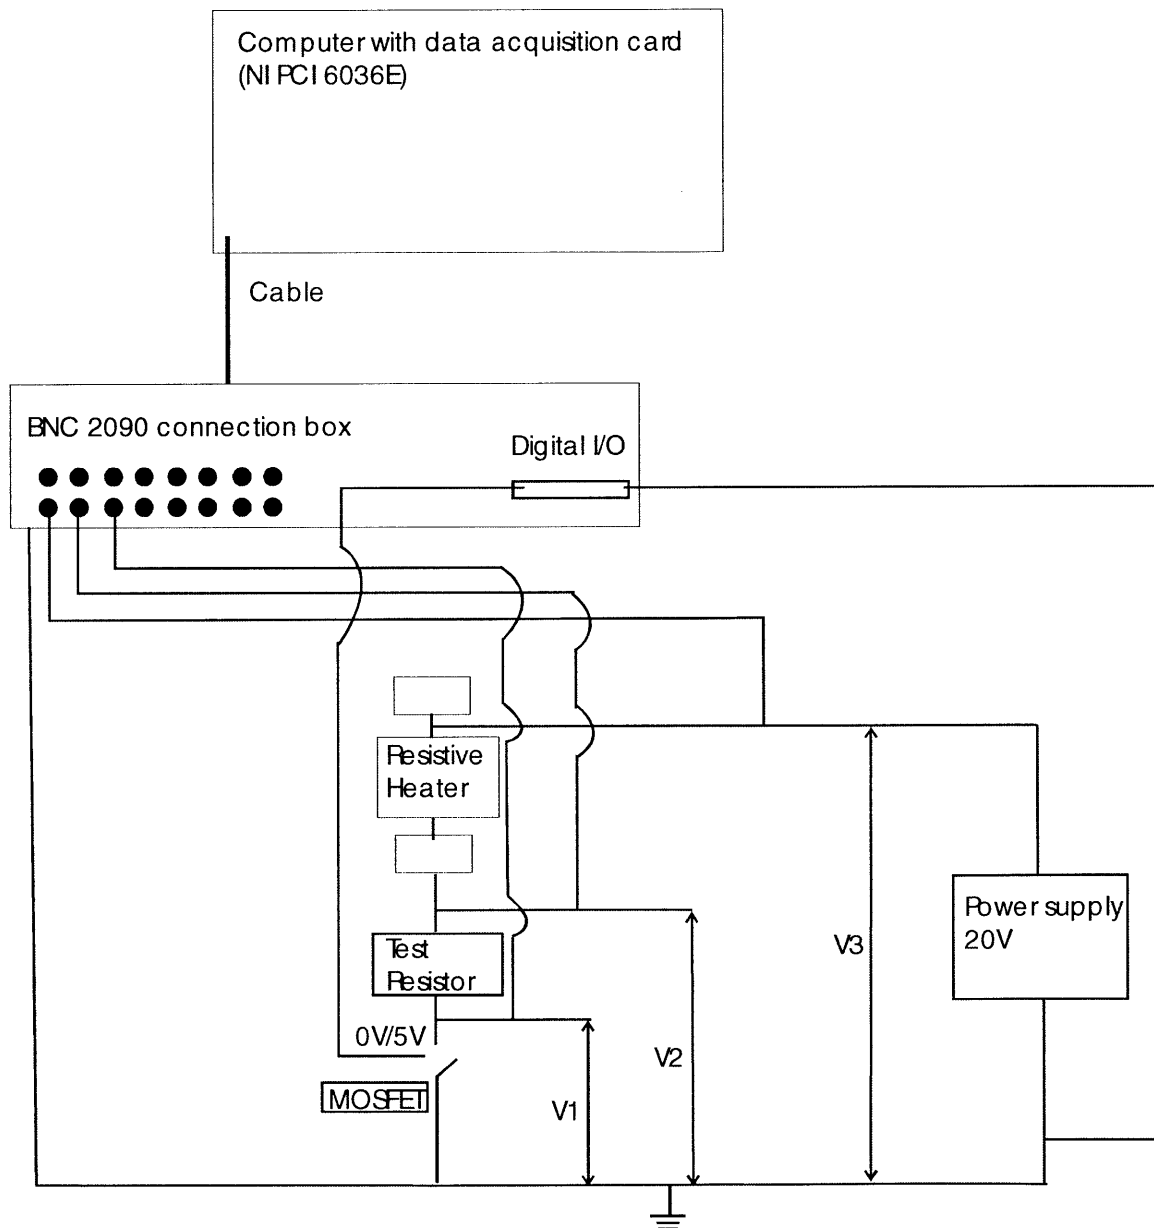 Computer with data acquisition card
(NI PCI 6036E)
Cable
BNC 2090 connection box
Digital I/O
Resistive
Heater
Power supply
20V
Test
Resistor
V3
0V/5V
V2
MOSFET
V1